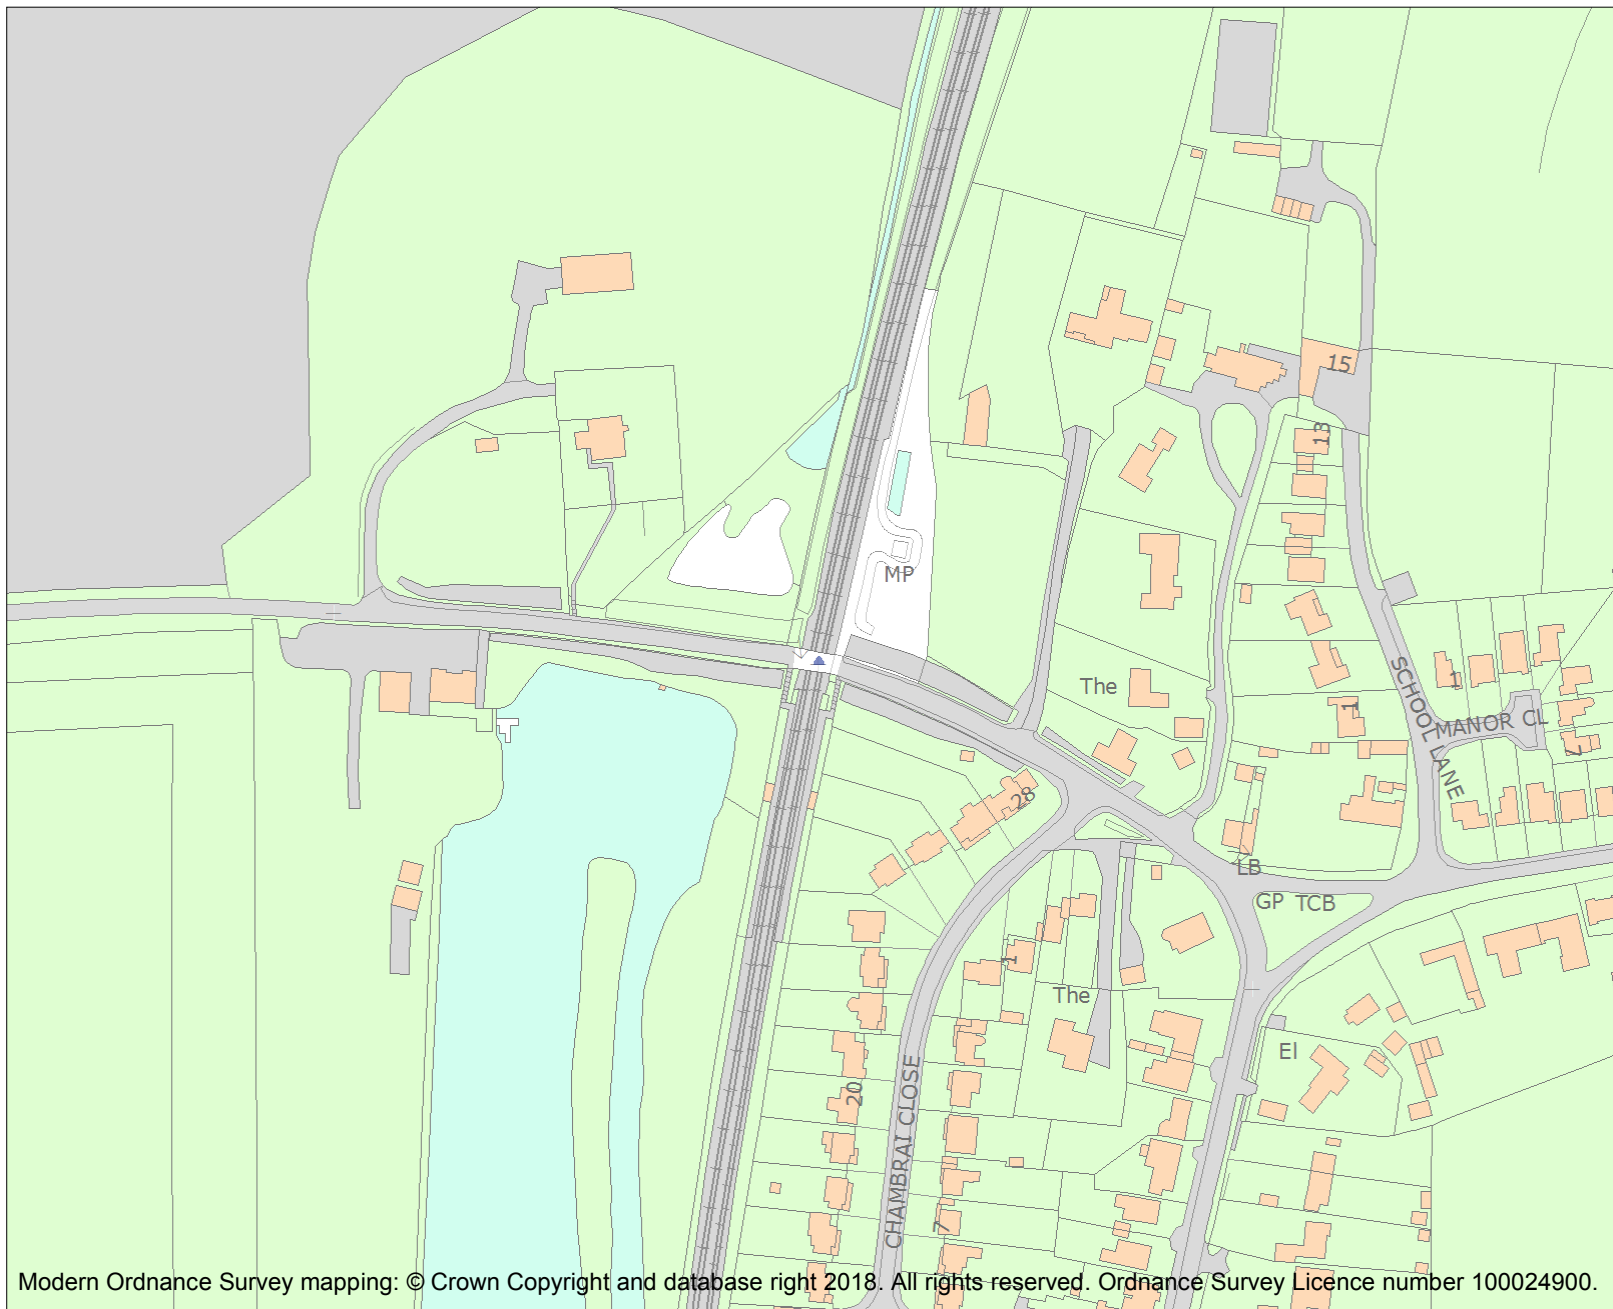 15
13
MP
The
1
1
SCHOOL LANE
MANOR CL
7
28
LB
GP TCB
1
The
El
20
CHAMBRAI CLOSE
7
Modern Ordnance Survey mapping: © Crown Copyright and database right 2018. All rights reserved. Ordnance Survey Licence number 100024900.